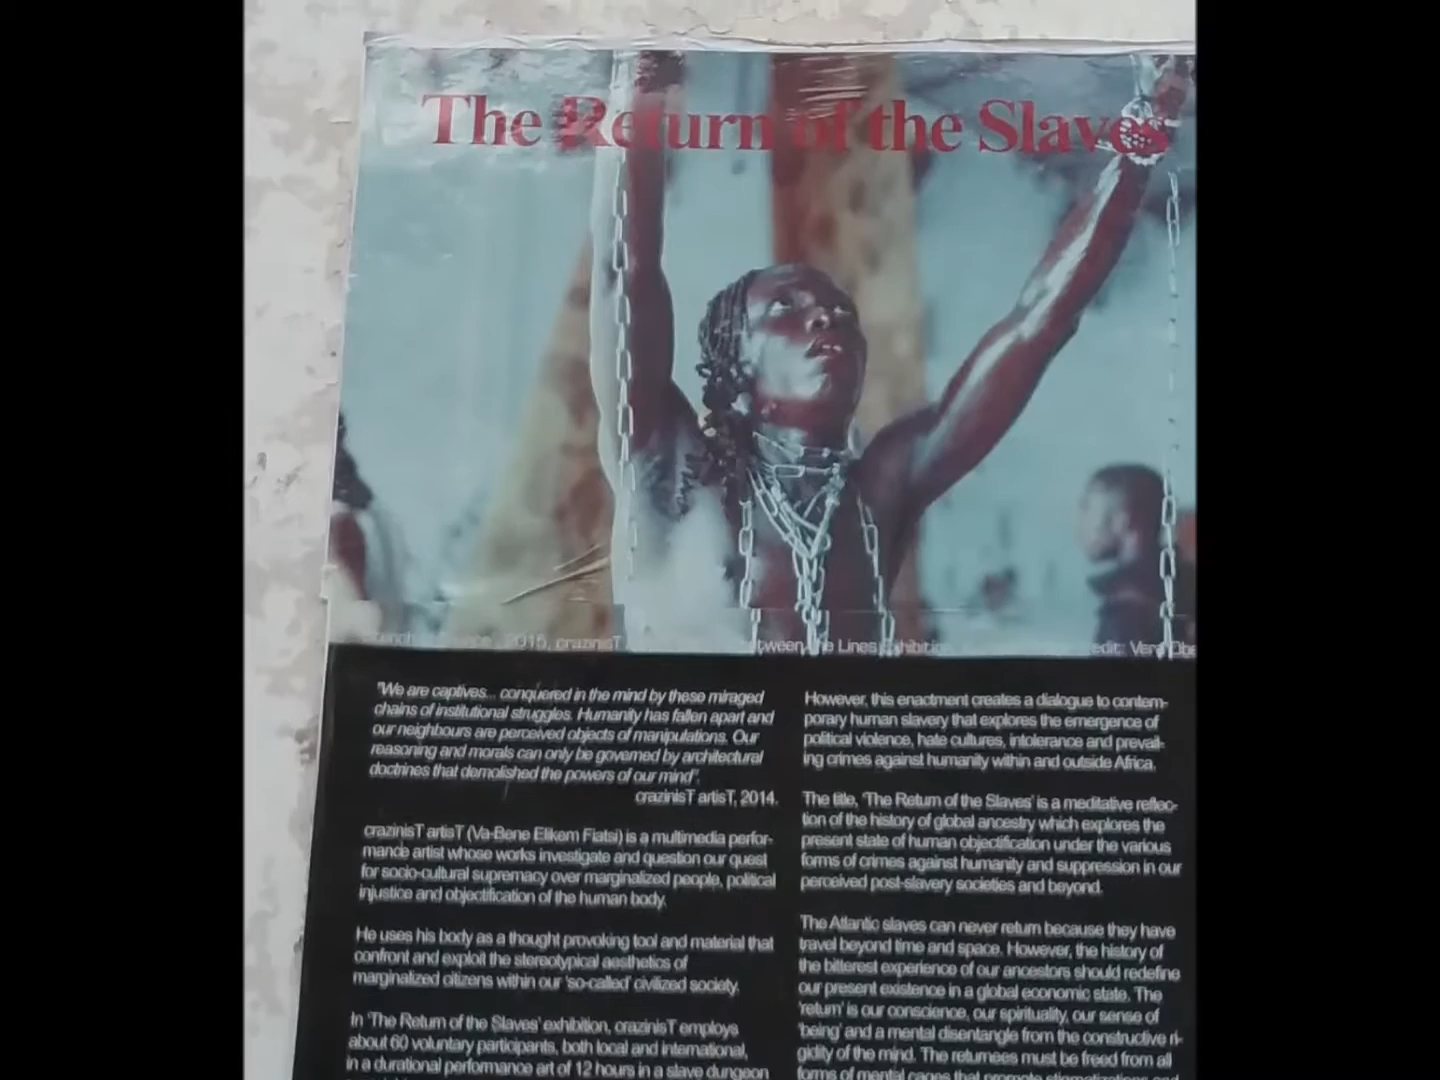 The Return of the Slaves
2015, crazinisT
Lines
edit:
"We are captives... conquered in the mind by these miraged
chains of institutional struggles. Humanity has fallen apart and
our neighbours are perceived objects of manipulations. Our
reasoning and morals can only be governed by architectural
doctrines that demolished the powers of our mind".
crazinisT artisT, 2014.
crazinisT artisT (Va-Bene Elikem Fiatsi) is a multimedia perfor-
mance artist whose works investigate and question our quest
for socio-cultural supremacy over marginalized people, political
injustice and objectification of the human body.
He uses his body as a thought provoking tool and material that
confront and exploit the stereotypical aesthetics of
marginalized citizens within our 'so-called' civilized society.
In 'The Return of the Slaves' exhibition, crazinisT employs
about 60 voluntary participants, both local and international,
in a durational performance art of 12 hours in a slave dungeon
However, this enactment creates a dialogue to contem-
porary human slavery that explores the emergence of
political violence, hate cultures, intolerance and prevail-
ing crimes against humanity within and outside Africa.
The title, 'The Return of the Slaves' is a meditative reflec-
tion of the history of global ancestry which explores the
present state of human objectification under the various
forms of crimes against humanity and suppression in our
perceived post-slavery societies and beyond.
The Atlantic slaves can never return because they have
travel beyond time and space. However, the history of
the bitterest experience of our ancestors should redefine
our present existence in a global economic state. The
'return' is our conscience, our spirituality, our sense of
'being' and a mental disentangle from the constructive ri-
gidity of the mind. The returnees must be freed from all
forms of mental cages that promote stigmatizations and